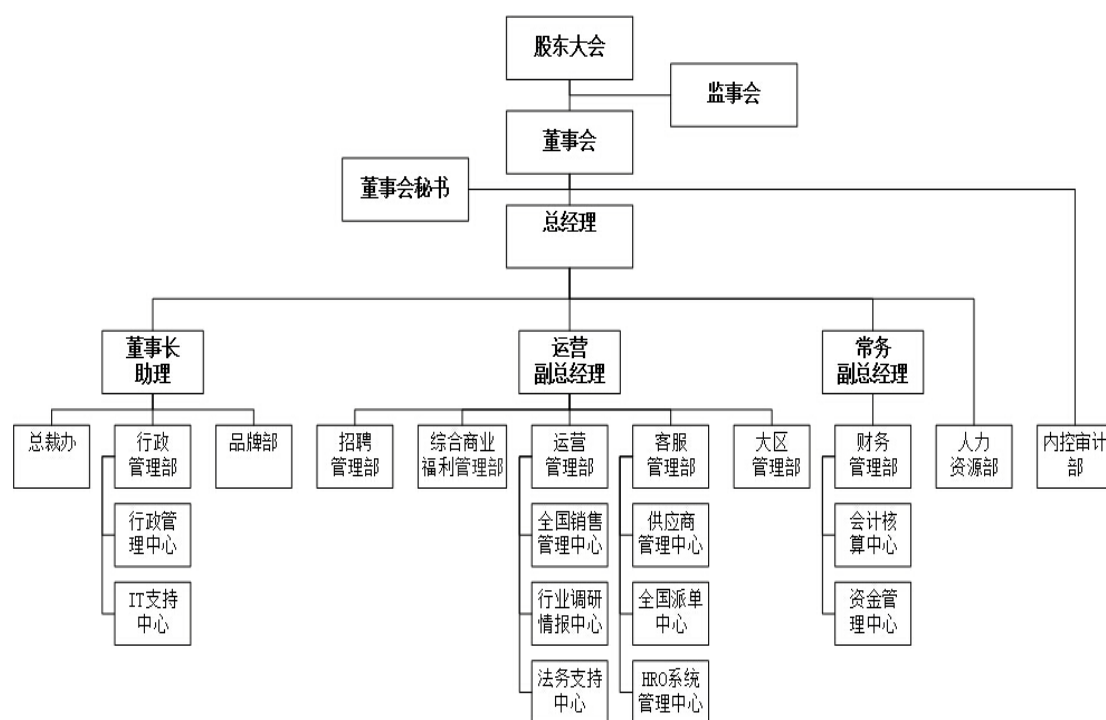 股东大会
监事会
董事会
董事会秘书
总经理
董事长
助理
运营
副总经理
常务
副总经理
总裁办
行政
管理部
品牌部
招聘
管理部
综合商业
福利管理部
运营
管理部
客服
管理部
大区
管理部
财务
管理部
人力
资源部
内控审计
部
行政管
理中心
全国销售
管理中心
供应商
管理中心
会计核
算中心
IT支持
中心
行业调研
情报中心
全国派单
中心
资金管
理中心
法务支持
中心
HRO系统
管理中心